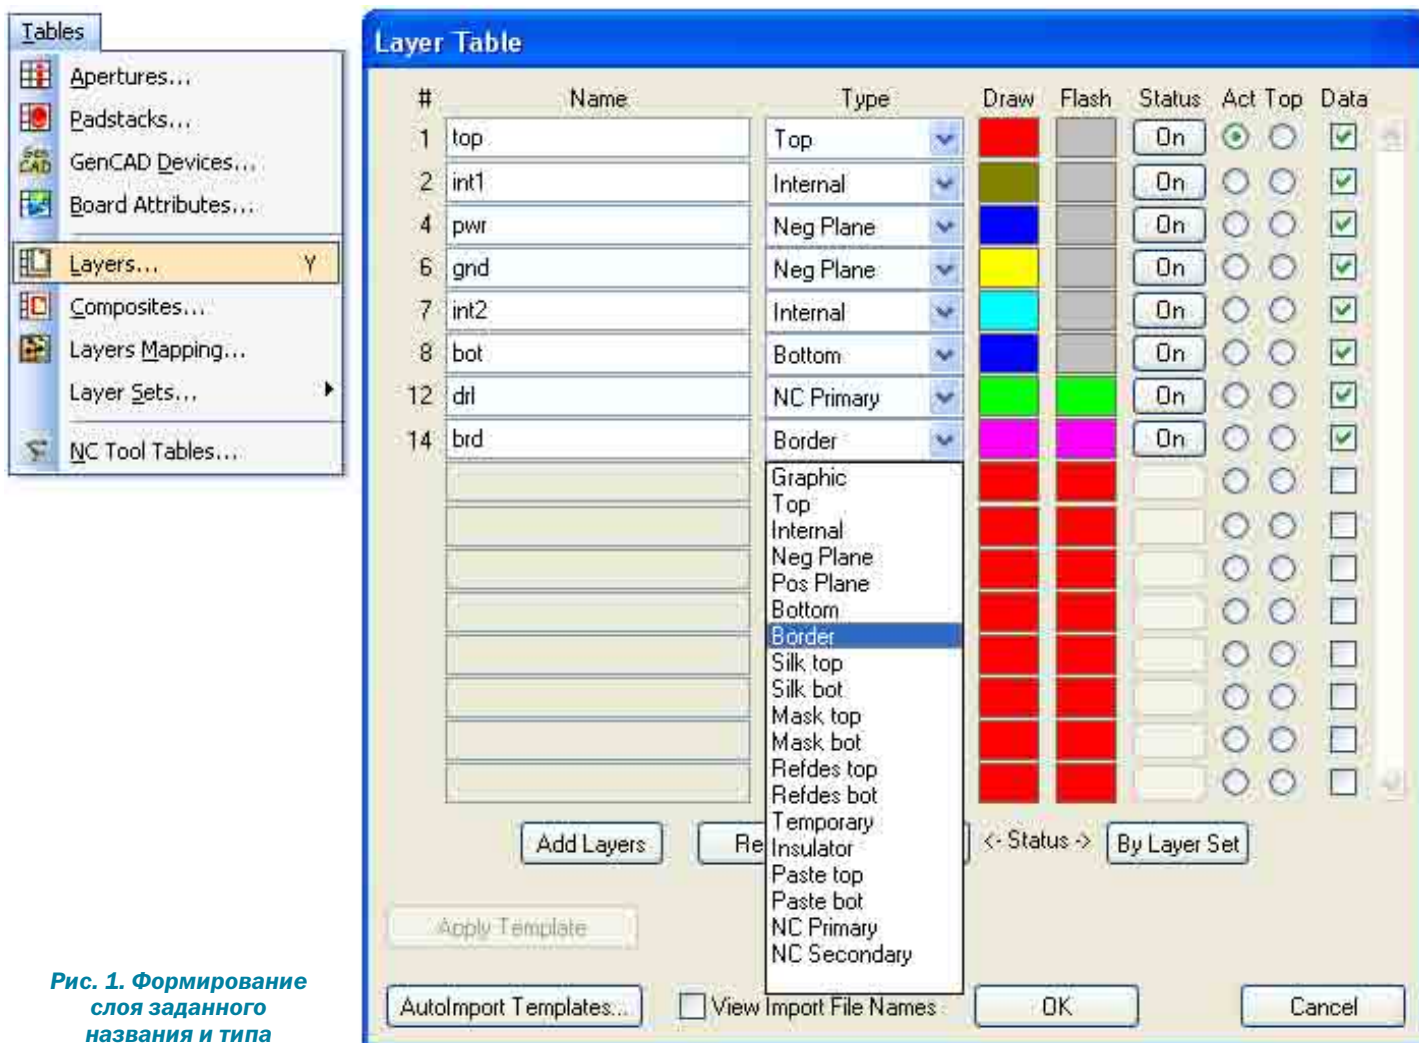 Tables
Apertures...
Padstacks...
GenCAD Devices...
Board Attributes...
Layers... Y
Composites...
Layers Mapping...
Layer Sets...
NC Tool Tables...
Layer Table
# Name Type Draw Flash Status Act Top Data
1 top Top On
2 int1 Internal On
4 pwr Neg Plane On
6 gnd Neg Plane On
7 int2 Internal On
8 bot Bottom On
12 drl NC Primary On
14 brd Border On
Graphic
Top
Internal
Neg Plane
Pos Plane
Bottom
Border
Silk top
Silk bot
Mask top
Mask bot
Refdes top
Refdes bot
Temporary
Insulator
Paste top
Paste bot
NC Primary
NC Secondary
Add Layers Re <- Status -> By Layer Set
Apply Template
AutoImport Templates... View Import File Names OK Cancel
Рис. 1. Формирование
слоя заданного
названия и типа